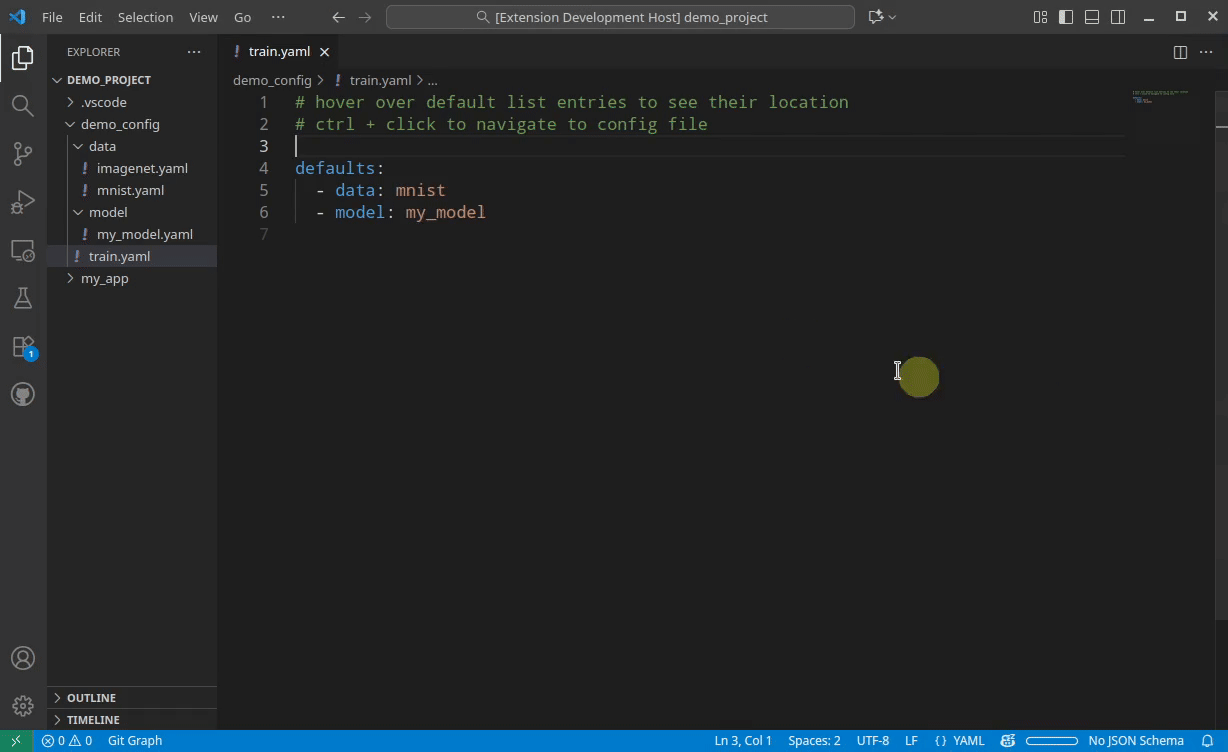 File Edit Selection View Go ···
[Extension Development Host] demo_project
EXPLORER ···
DEMO_PROJECT
.vscode
demo_config
data
imagenet.yaml
mnist.yaml
model
my_model.yaml
train.yaml
my_app
OUTLINE
TIMELINE
1
! train.yaml
demo_config > ! train.yaml > ...
1 # hover over default list entries to see their location
2 # ctrl + click to navigate to config file
3
4 defaults:
5 - data: mnist
6 - model: my_model
7
0 0 Git Graph
Ln 3, Col 1 Spaces: 2 UTF-8 LF {} YAML No JSON Schema